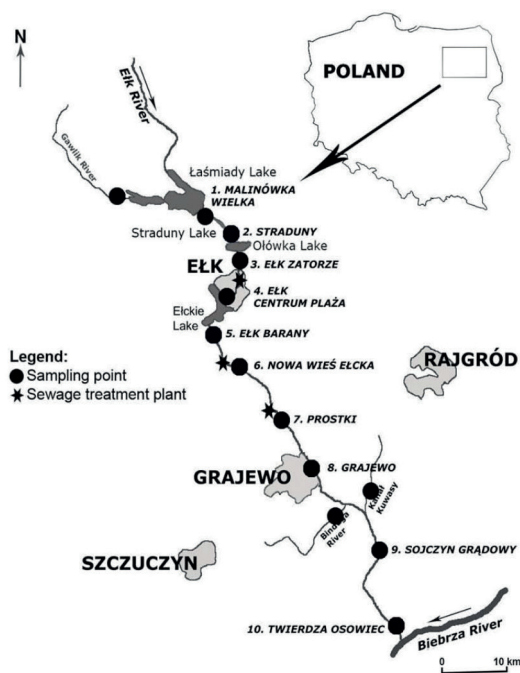 N
POLAND
Ełk River
Gawlik River
Łaśmiady Lake
1. MALINÓWKA
WIELKA
Straduny Lake
2. STRADUNY
Ołówka Lake
3. EŁK ZATORZE
EŁK
4. EŁK
CENTRUM PLAŻA
Ełckie
Lake
5. EŁK BARANY
Legend:
Sampling point
Sewage treatment plant
6. NOWA WIEŚ EŁCKA
RAJGRÓD
7. PROSTKI
GRAJEWO
8. GRAJEWO
Kanał
Kuwasy
River
SZCZUCZYN
9. SOJCZYN GRĄDOWY
10. TWIERDZA OSOWIEC
Biebrza River
0
10 km